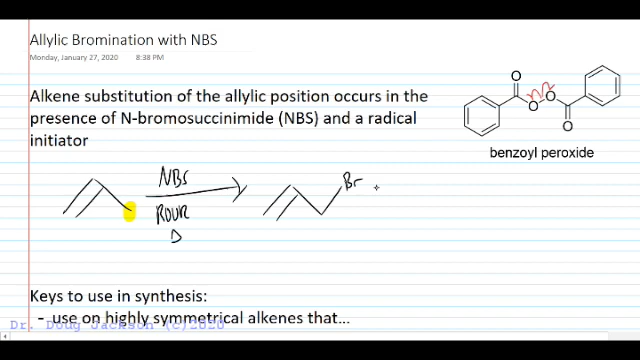 Allylic Bromination with NBS
Monday, January 27, 2020 8:38 PM
Alkene substitution of the allylic position occurs in the
presence of N-bromosuccinimide (NBS) and a radical
initiator
O
O
O
O
benzoyl peroxide
NBS
ROOR
Δ
Br
Keys to use in synthesis:
- use on highly symmetrical alkenes that...
Dr. Doug Jackson (c)2020